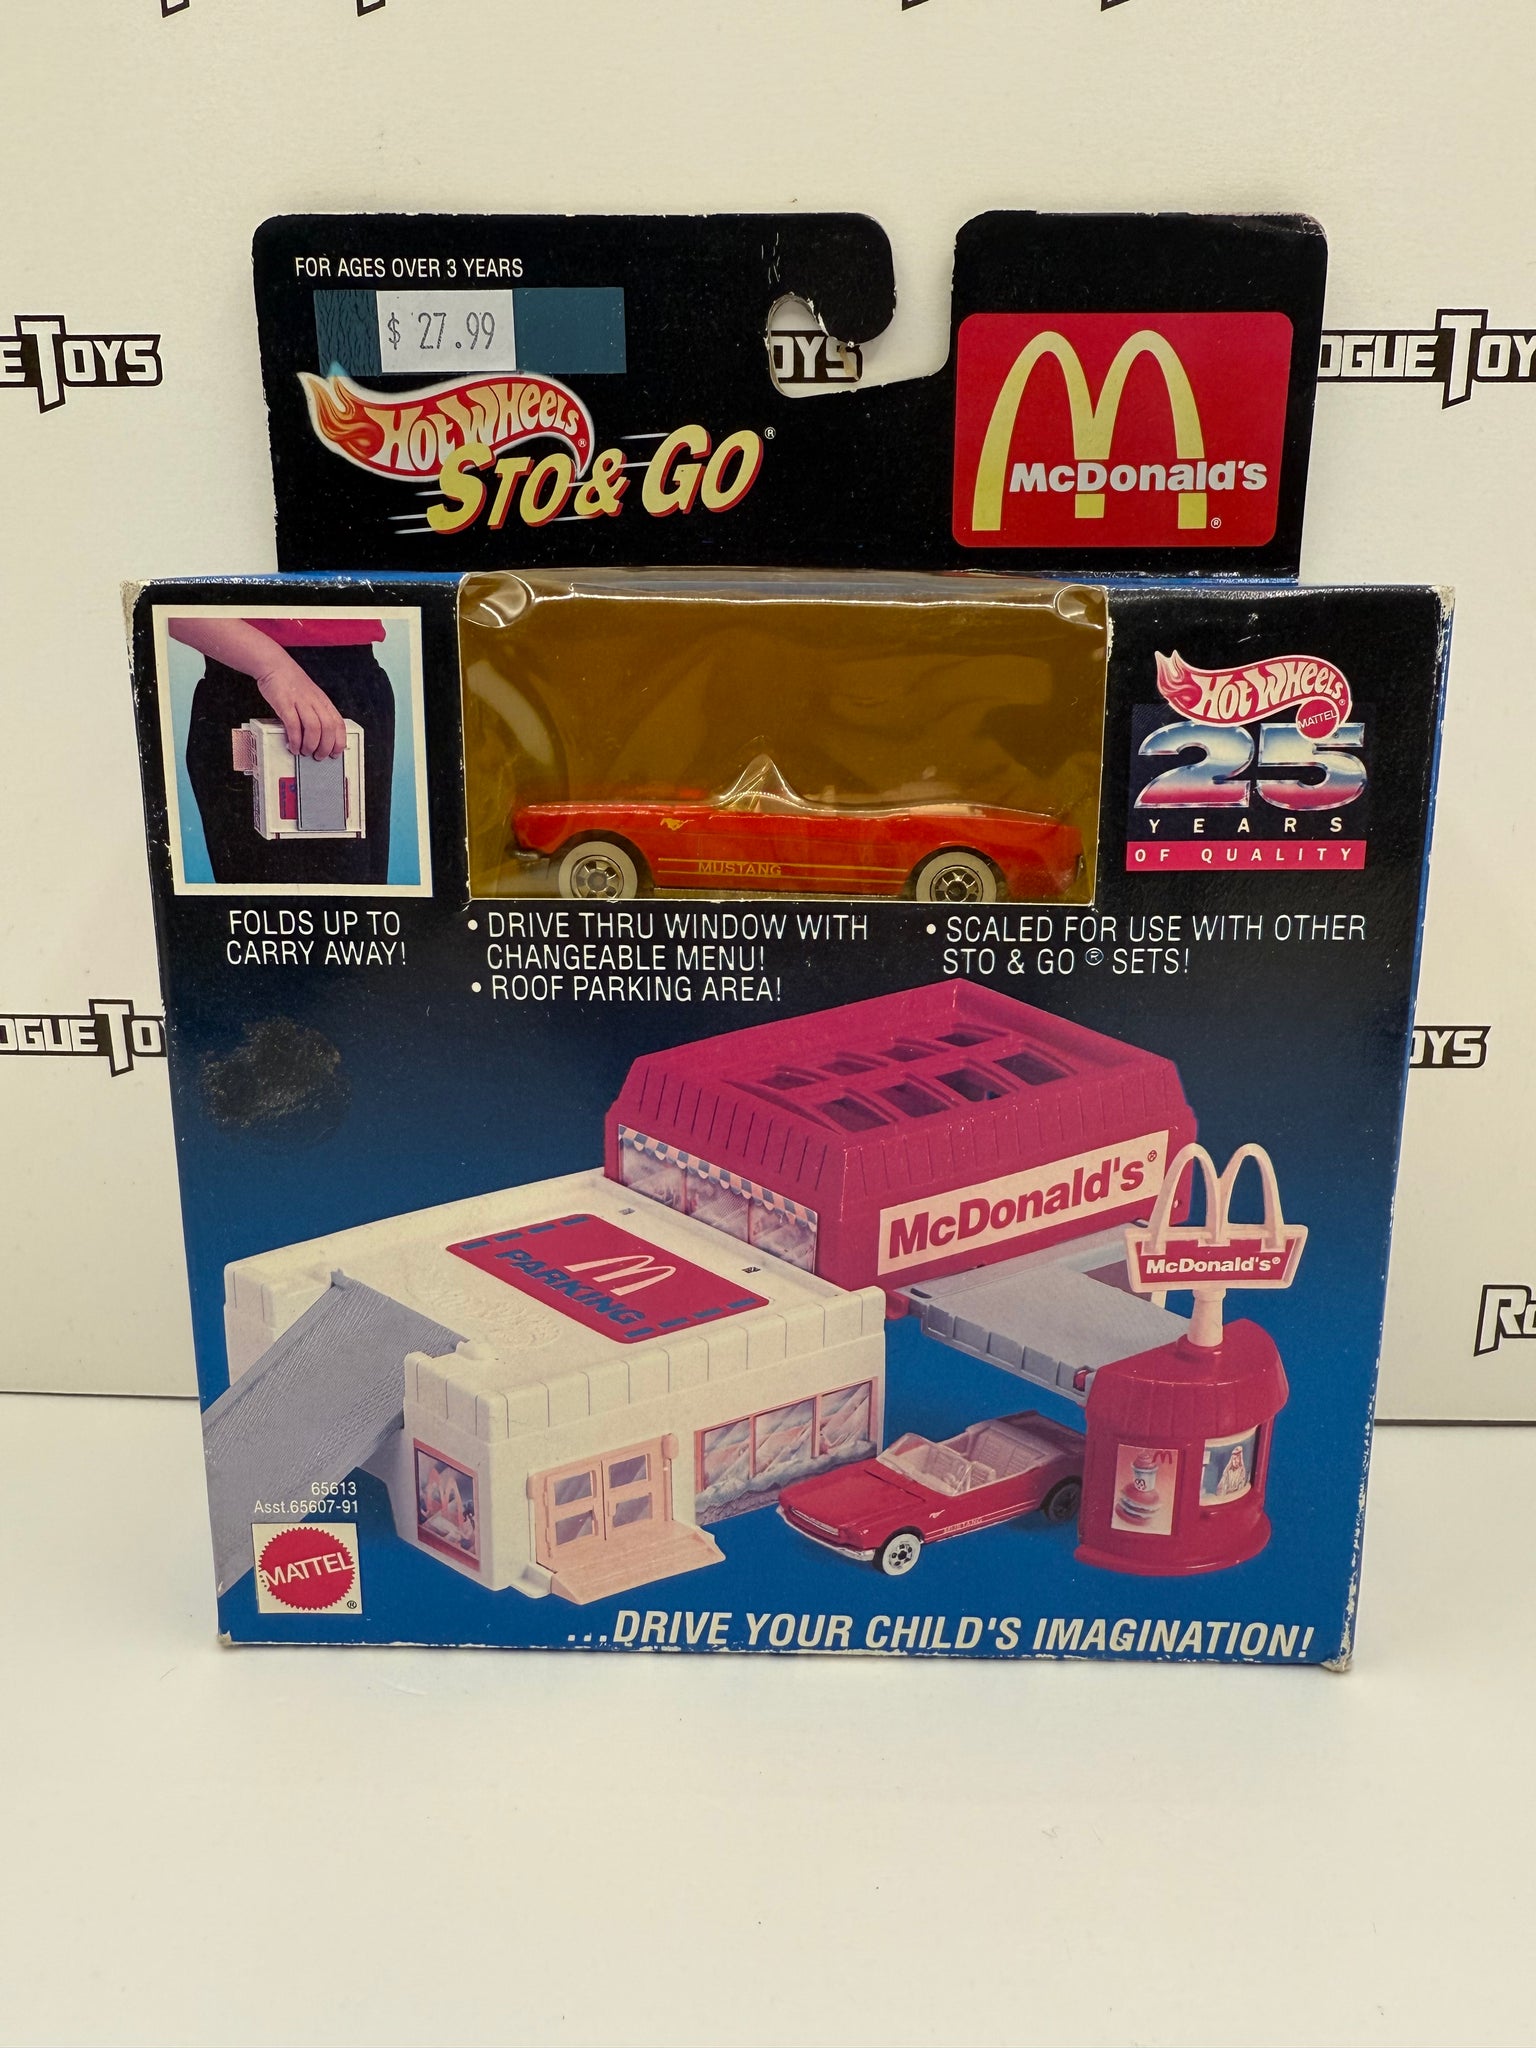 FOR AGES OVER 3 YEARS
$ 27.99
HOT WHEELS®
STO & GO®
McDonald's
®
HOT WHEELS®
MATTEL
25
YEARS
OF QUALITY
MUSTANG
FOLDS UP TO
CARRY AWAY!
• DRIVE THRU WINDOW WITH
CHANGEABLE MENU!
• ROOF PARKING AREA!
• SCALED FOR USE WITH OTHER
STO & GO® SETS!
McDonald's®
PARKING
McDonald's®
MUSTANG
65613
Asst.65607-91
MATTEL
®
...DRIVE YOUR CHILD'S IMAGINATION!